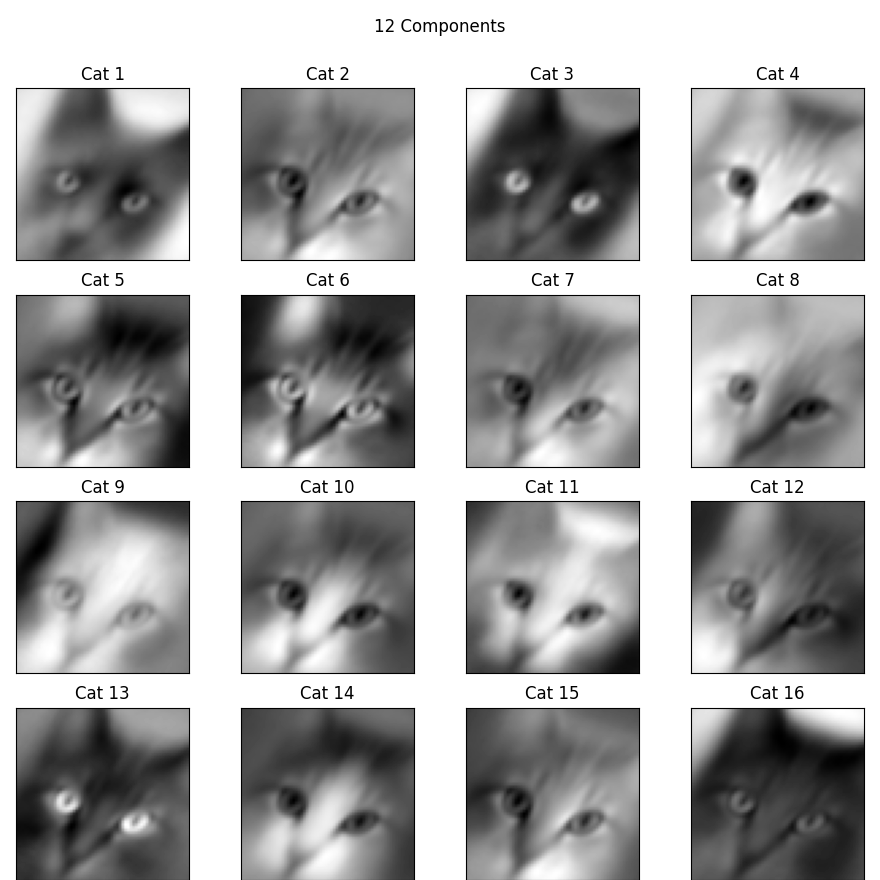 12 Components
Cat 1
Cat 2
Cat 3
Cat 4
Cat 5
Cat 6
Cat 7
Cat 8
Cat 9
Cat 10
Cat 11
Cat 12
Cat 13
Cat 14
Cat 15
Cat 16